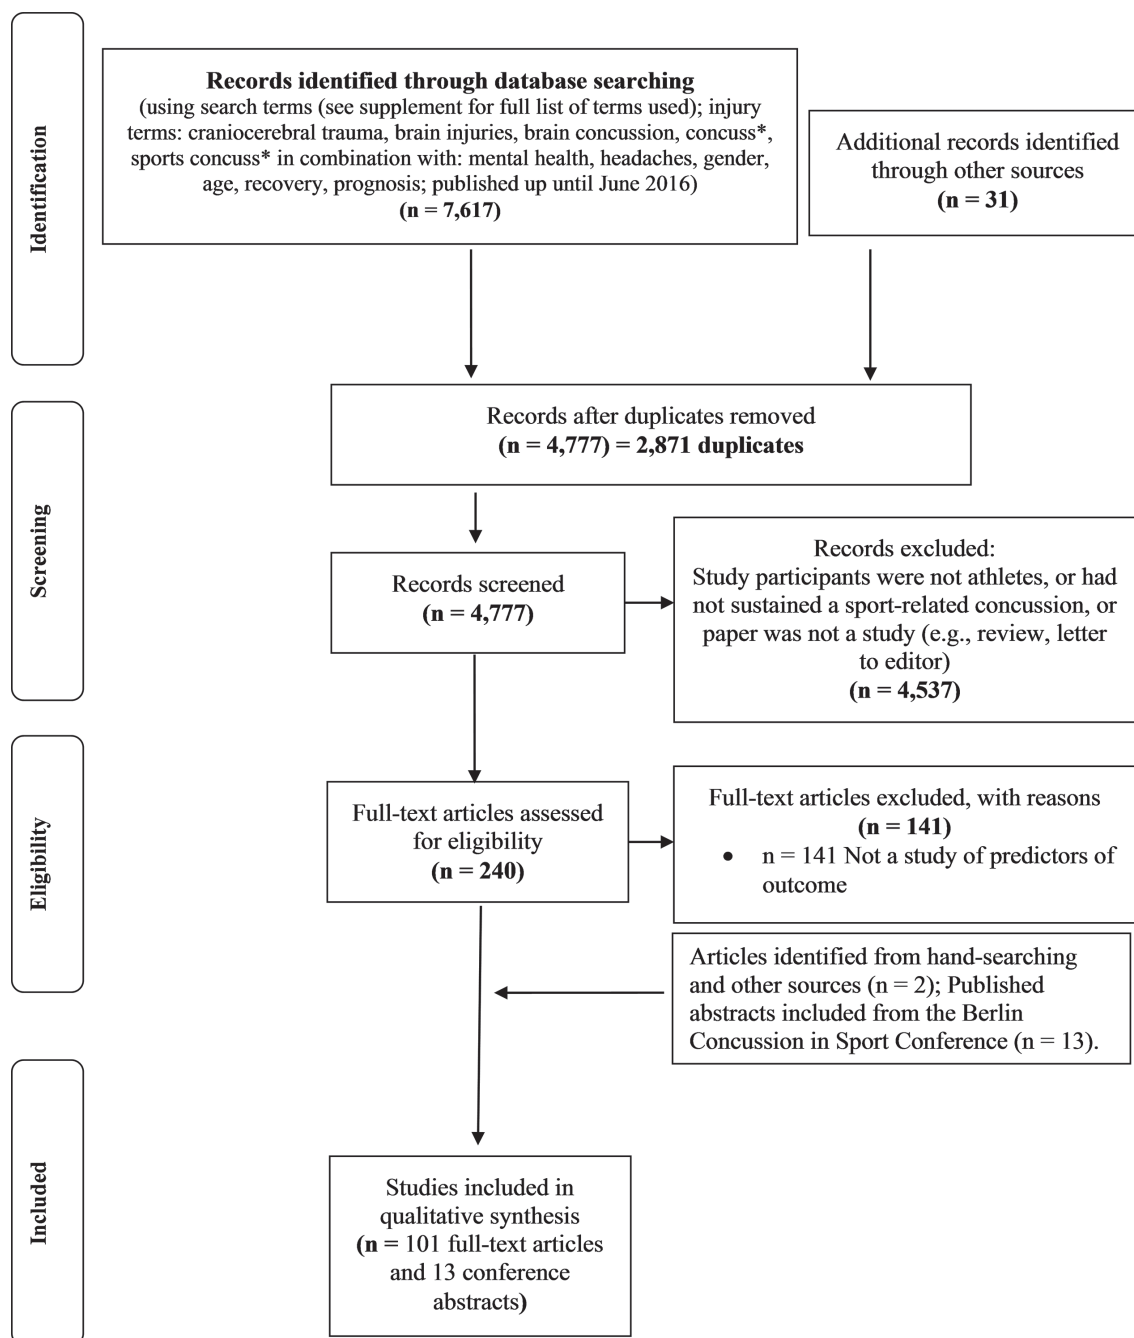 Identification
Records identified through database searching
(using search terms (see supplement for full list of terms used); injury
terms: craniocerebral trauma, brain injuries, brain concussion, concuss*,
sports concuss* in combination with: mental health, headaches, gender,
age, recovery, prognosis; published up until June 2016)
(n = 7,617)
Additional records identified
through other sources
(n = 31)
Screening
Records after duplicates removed
(n = 4,777) = 2,871 duplicates
Records screened
(n = 4,777)
Records excluded:
Study participants were not athletes, or had
not sustained a sport-related concussion, or
paper was not a study (e.g., review, letter
to editor)
(n = 4,537)
Eligibility
Full-text articles assessed
for eligibility
(n = 240)
Full-text articles excluded, with reasons
(n = 141)
• n = 141 Not a study of predictors of
outcome
Articles identified from hand-searching
and other sources (n = 2); Published
abstracts included from the Berlin
Concussion in Sport Conference (n = 13).
Included
Studies included in
qualitative synthesis
(n = 101 full-text articles
and 13 conference
abstracts)